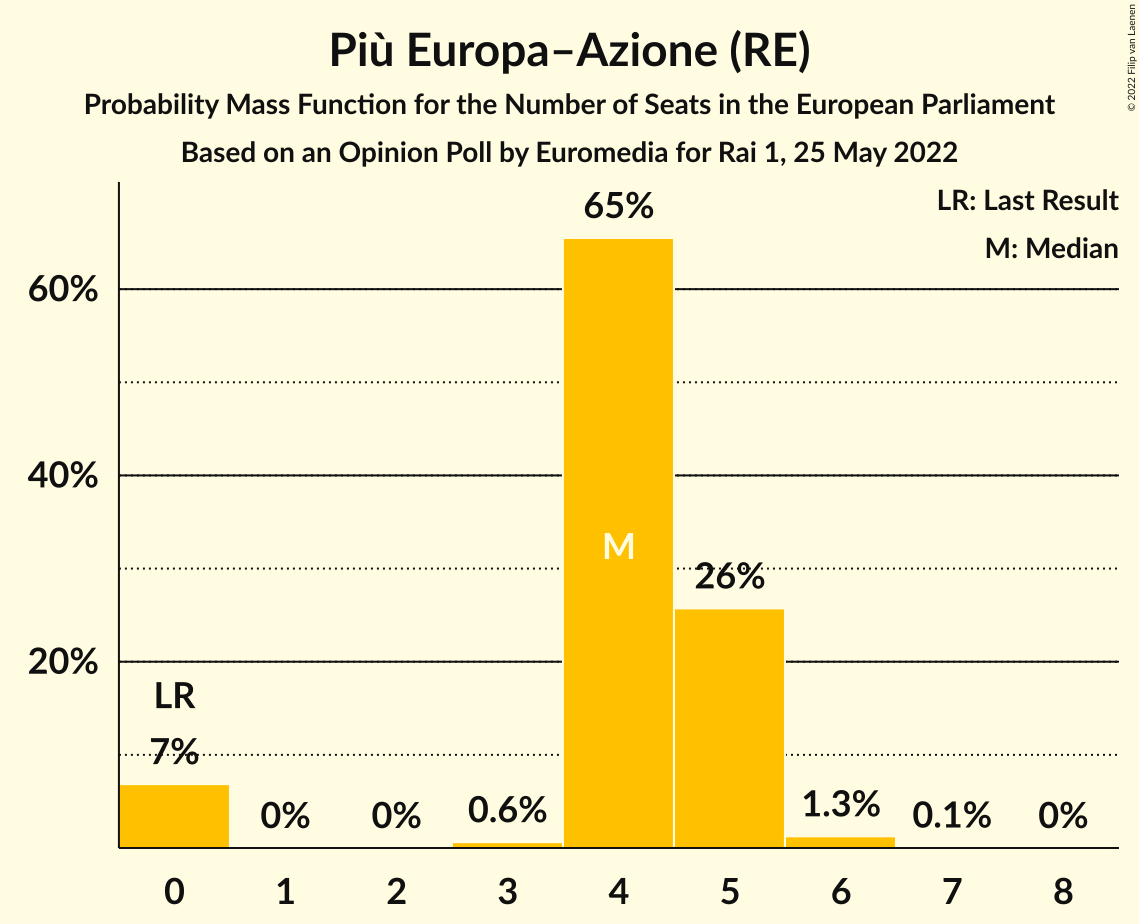 Più Europa–Azione (RE)
Probability Mass Function for the Number of Seats in the European Parliament
Based on an Opinion Poll by Euromedia for Rai 1, 25 May 2022
© 2022 Filip van Laenen
LR: Last Result
M: Median
65%
60%
40%
M
26%
20%
LR
7%
0%
0%
0.6%
1.3%
0.1%
0%
0 1 2 3 4 5 6 7 8